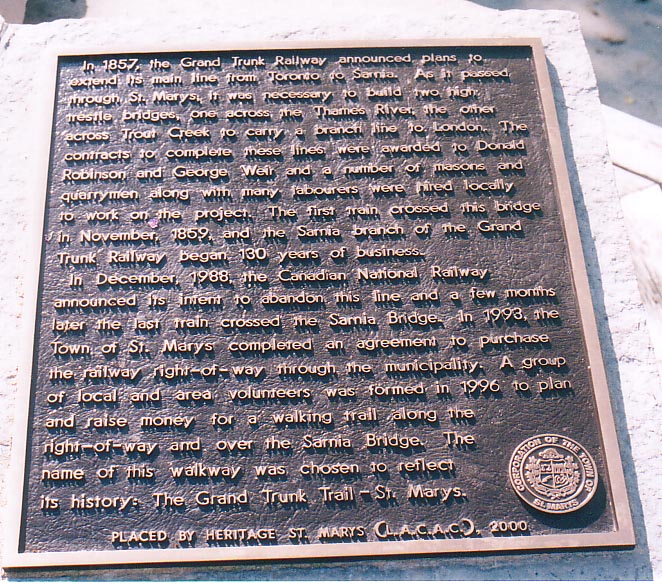 In 1857, the Grand Trunk Railway announced plans to
extend its main line from Toronto to Sarnia. As it passed
through St. Marys, it was necessary to build two high
trestle bridges, one across the Thames River, the other
across Trout Creek to carry a branch line to London. The
contracts to complete these lines were awarded to Donald
Robinson and George Weir and a number of masons and
quarrymen along with many labourers were hired locally
to work on the project. The first train crossed this bridge
in November, 1859, and the Sarnia branch of the Grand
Trunk Railway began 130 years of business.
In December, 1988, the Canadian National Railway
announced its intent to abandon this line and a few months
later the last train crossed the Sarnia Bridge. In 1993, the
Town of St. Marys completed an agreement to purchase
the railway right-of-way through the municipality. A group
of local and area volunteers was formed in 1996 to plan
and raise money for a walking trail along the
right-of-way and over the Sarnia Bridge. The
name of this walkway was chosen to reflect
its history: The Grand Trunk Trail - St. Marys.
PLACED BY HERITAGE ST. MARYS (L.A.C.A.C.), 2000
CORPORATION OF THE TOWN OF
ST. MARYS